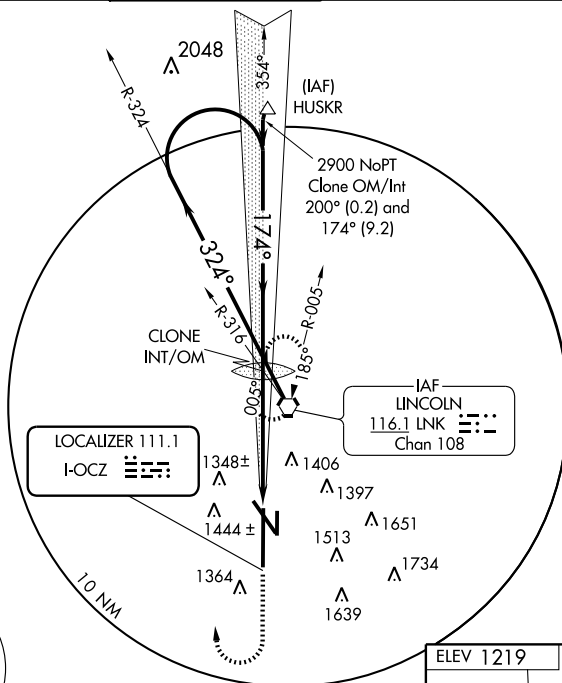 2048
R-324
354°
(IAF)
HUSKR
2900 NoPT
Clone OM/Int
200° (0.2) and
174° (9.2)
174°
324°
R-316
R-005
185°
CLONE
INT/OM
005°
IAF
LINCOLN
116.1 LNK
Chan 108
LOCALIZER 111.1
I-OCZ
1348±
1406
1397
1444 ±
1651
1513
1364
1734
1639
10 NM
ELEV 1219